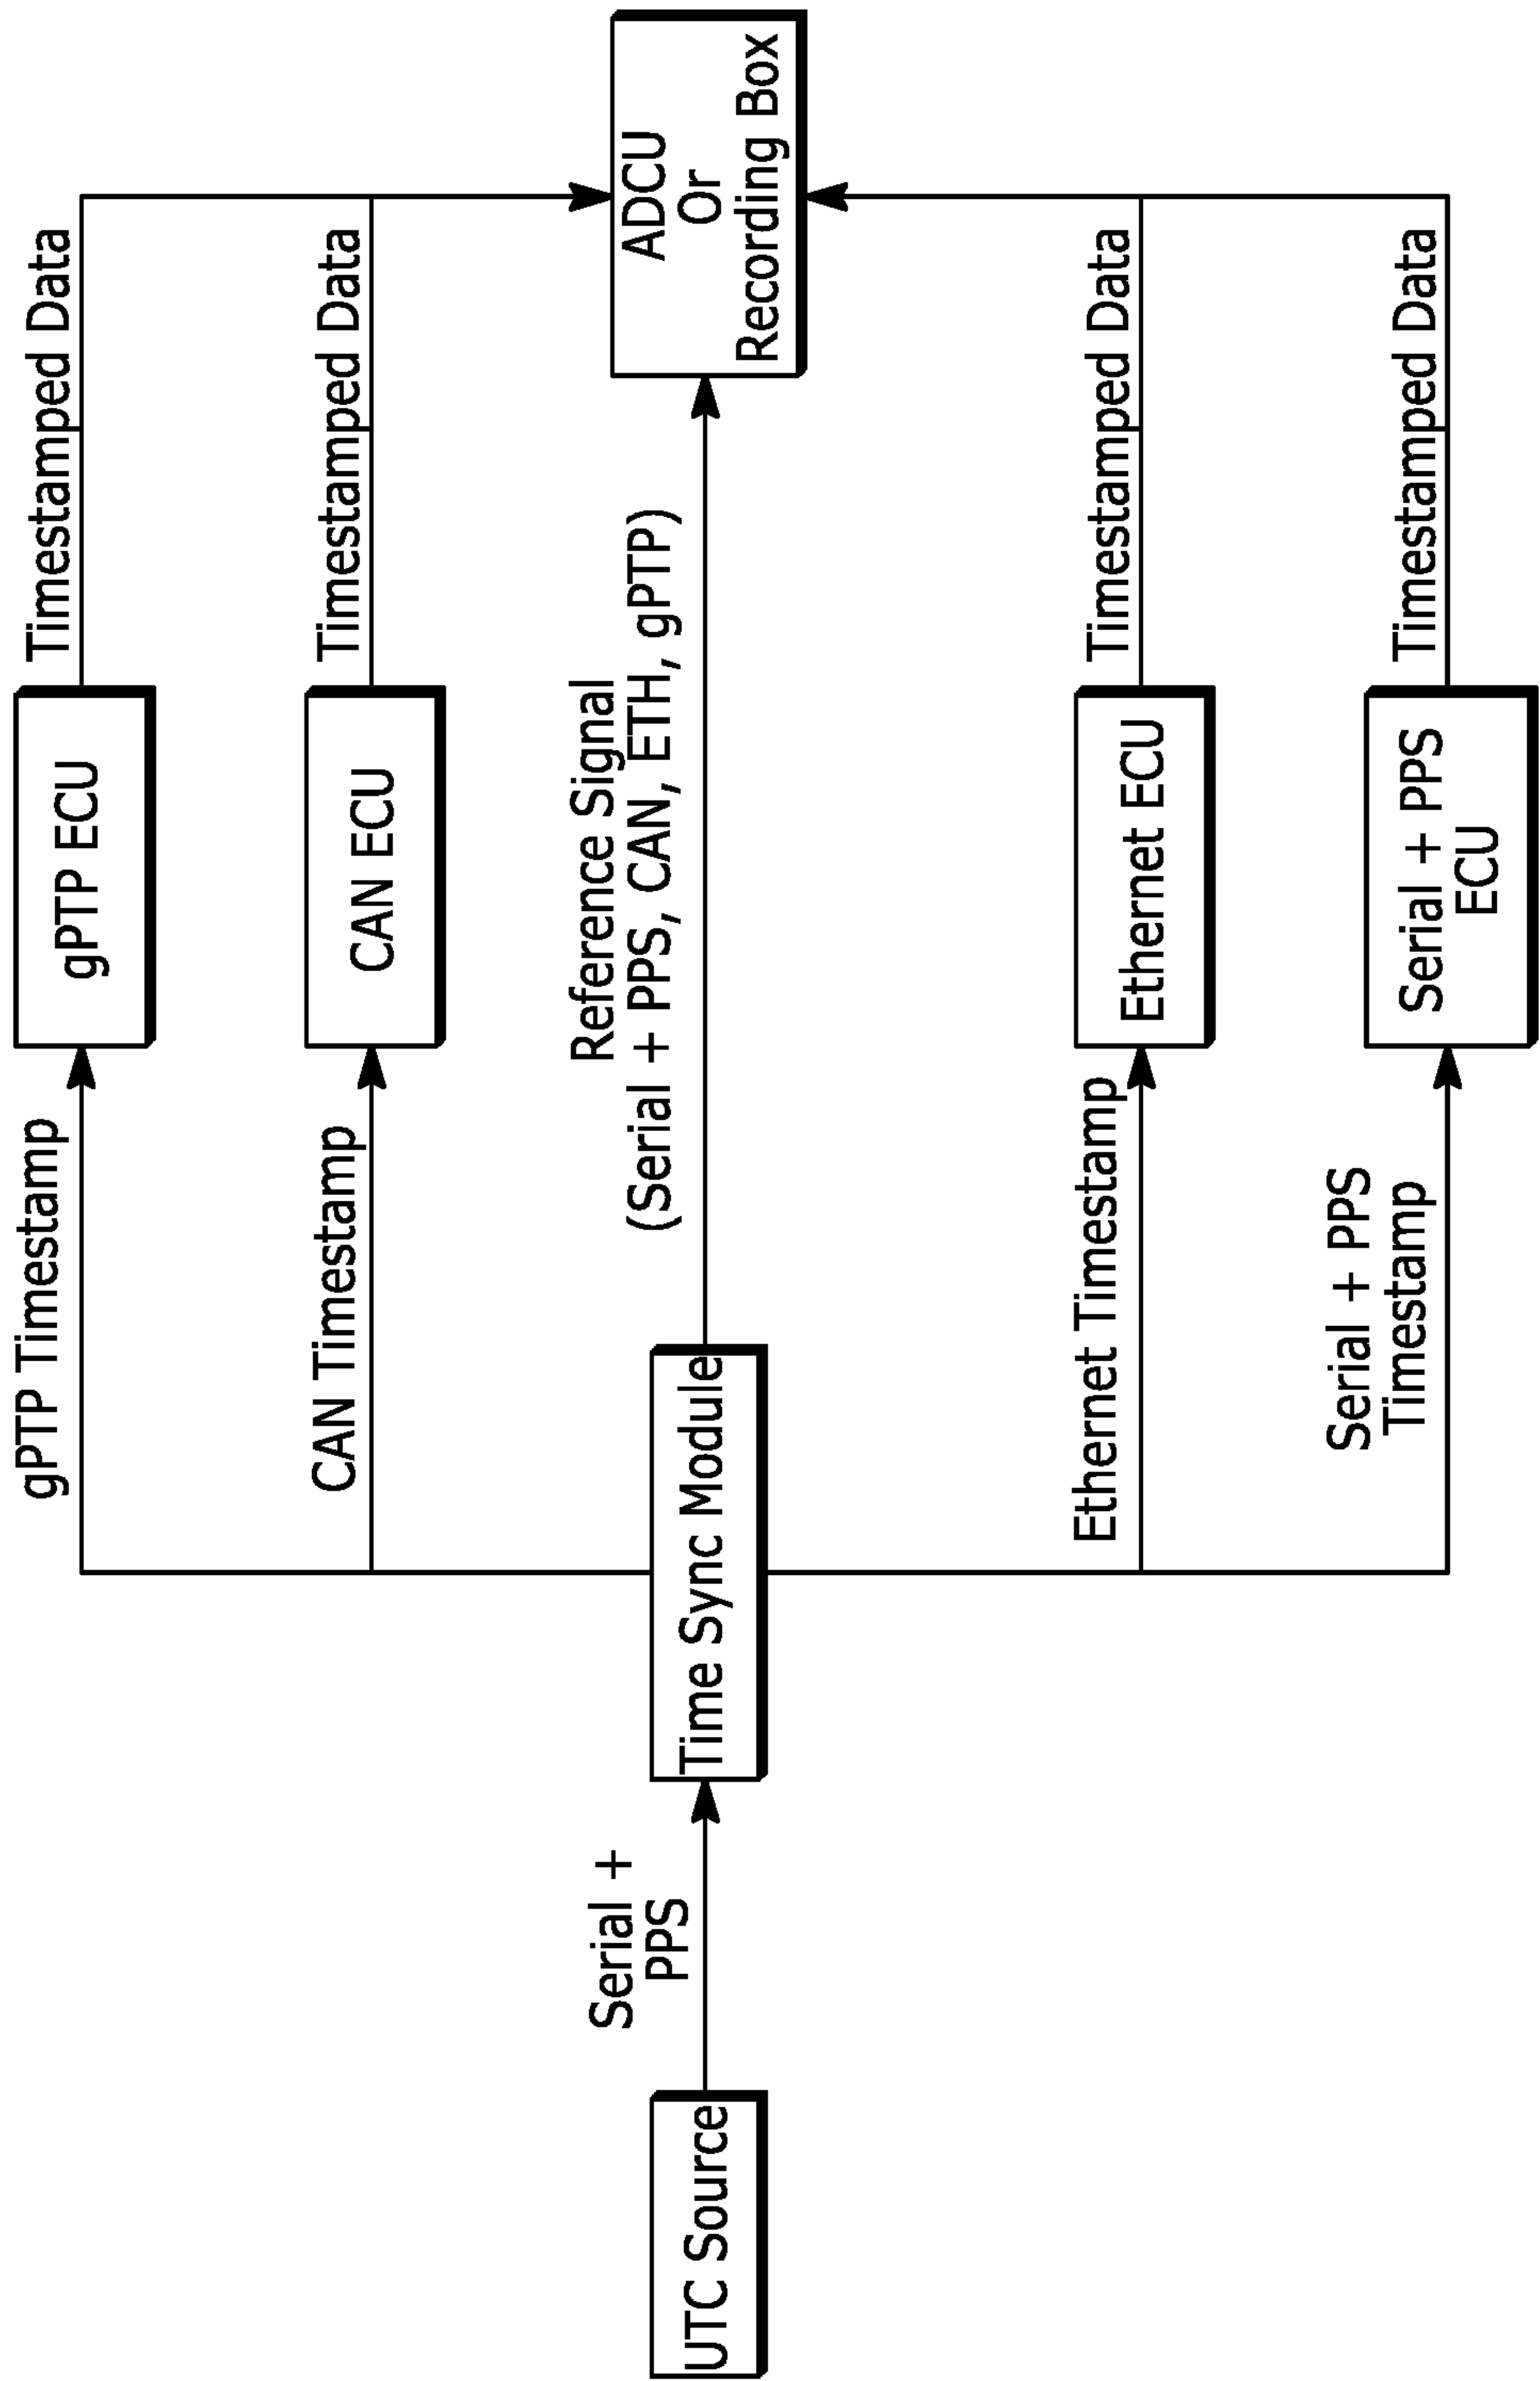 gPTP Timestamp
gPTP ECU
Timestamped Data
CAN Timestamp
CAN ECU
Timestamped Data
UTC Source
Serial +
PPS
Time Sync Module
Reference Signal
(Serial + PPS, CAN, ETH, gPTP)
ADCU
Or
Recording Box
Ethernet Timestamp
Ethernet ECU
Timestamped Data
Serial + PPS
Timestamp
Serial + PPS
ECU
Timestamped Data